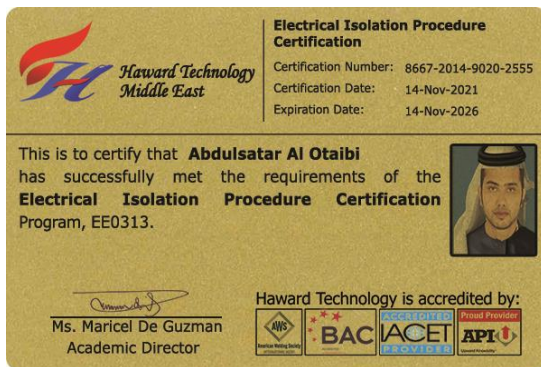 Haward Technology
Middle East
Electrical Isolation Procedure
Certification
Certification Number: 8667-2014-9020-2555
Certification Date: 14-Nov-2021
Expiration Date: 14-Nov-2026
This is to certify that Abdulsatar Al Otaibi
has successfully met the requirements of the
Electrical Isolation Procedure Certification
Program, EE0313.
Ms. Maricel De Guzman
Academic Director
Haward Technology is accredited by:
AWS
American Welding Society
BAC
ACCREDITED
IACET
PROVIDER
Proud Provider
API